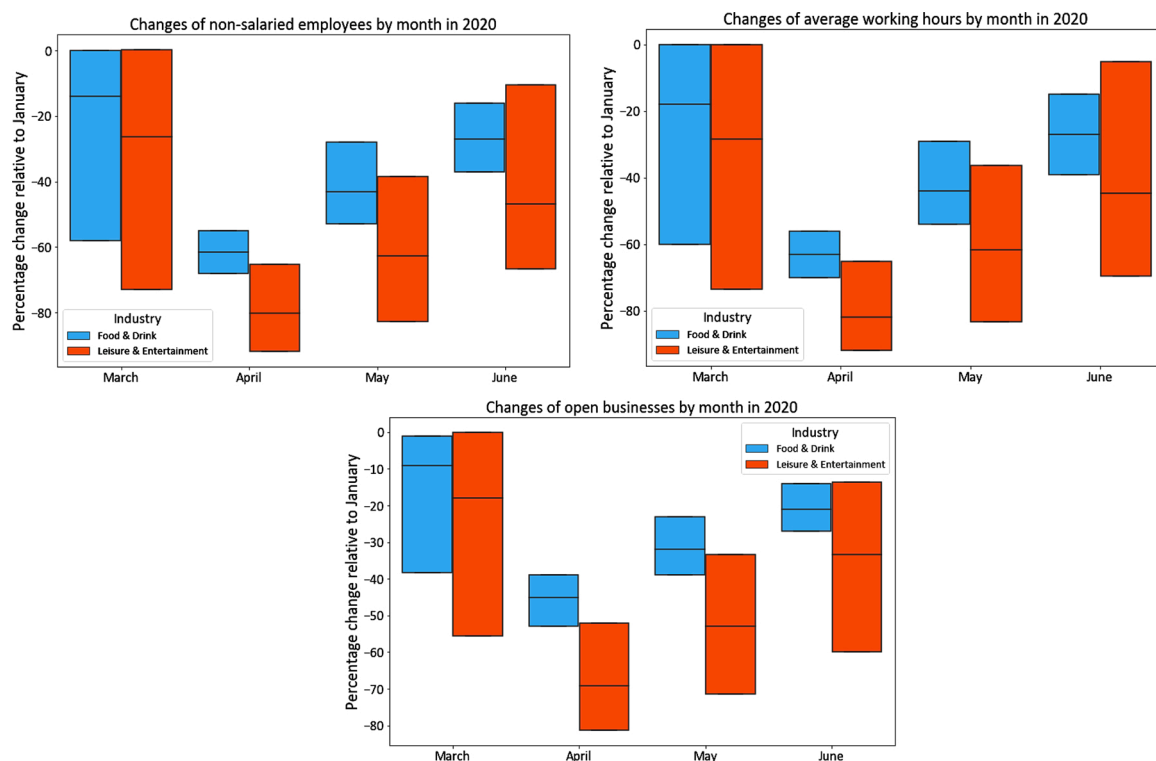 Changes of non-salaried employees by month in 2020
Percentage change relative to January
0
−20
−40
−60
−80
Industry
Food & Drink
Leisure & Entertainment
March April May June
Changes of average working hours by month in 2020
Percentage change relative to January
0
−20
−40
−60
−80
Industry
Food & Drink
Leisure & Entertainment
March April May June
Changes of open businesses by month in 2020
Percentage change relative to January
0
−10
−20
−30
−40
−50
−60
−70
−80
Industry
Food & Drink
Leisure & Entertainment
March April May June